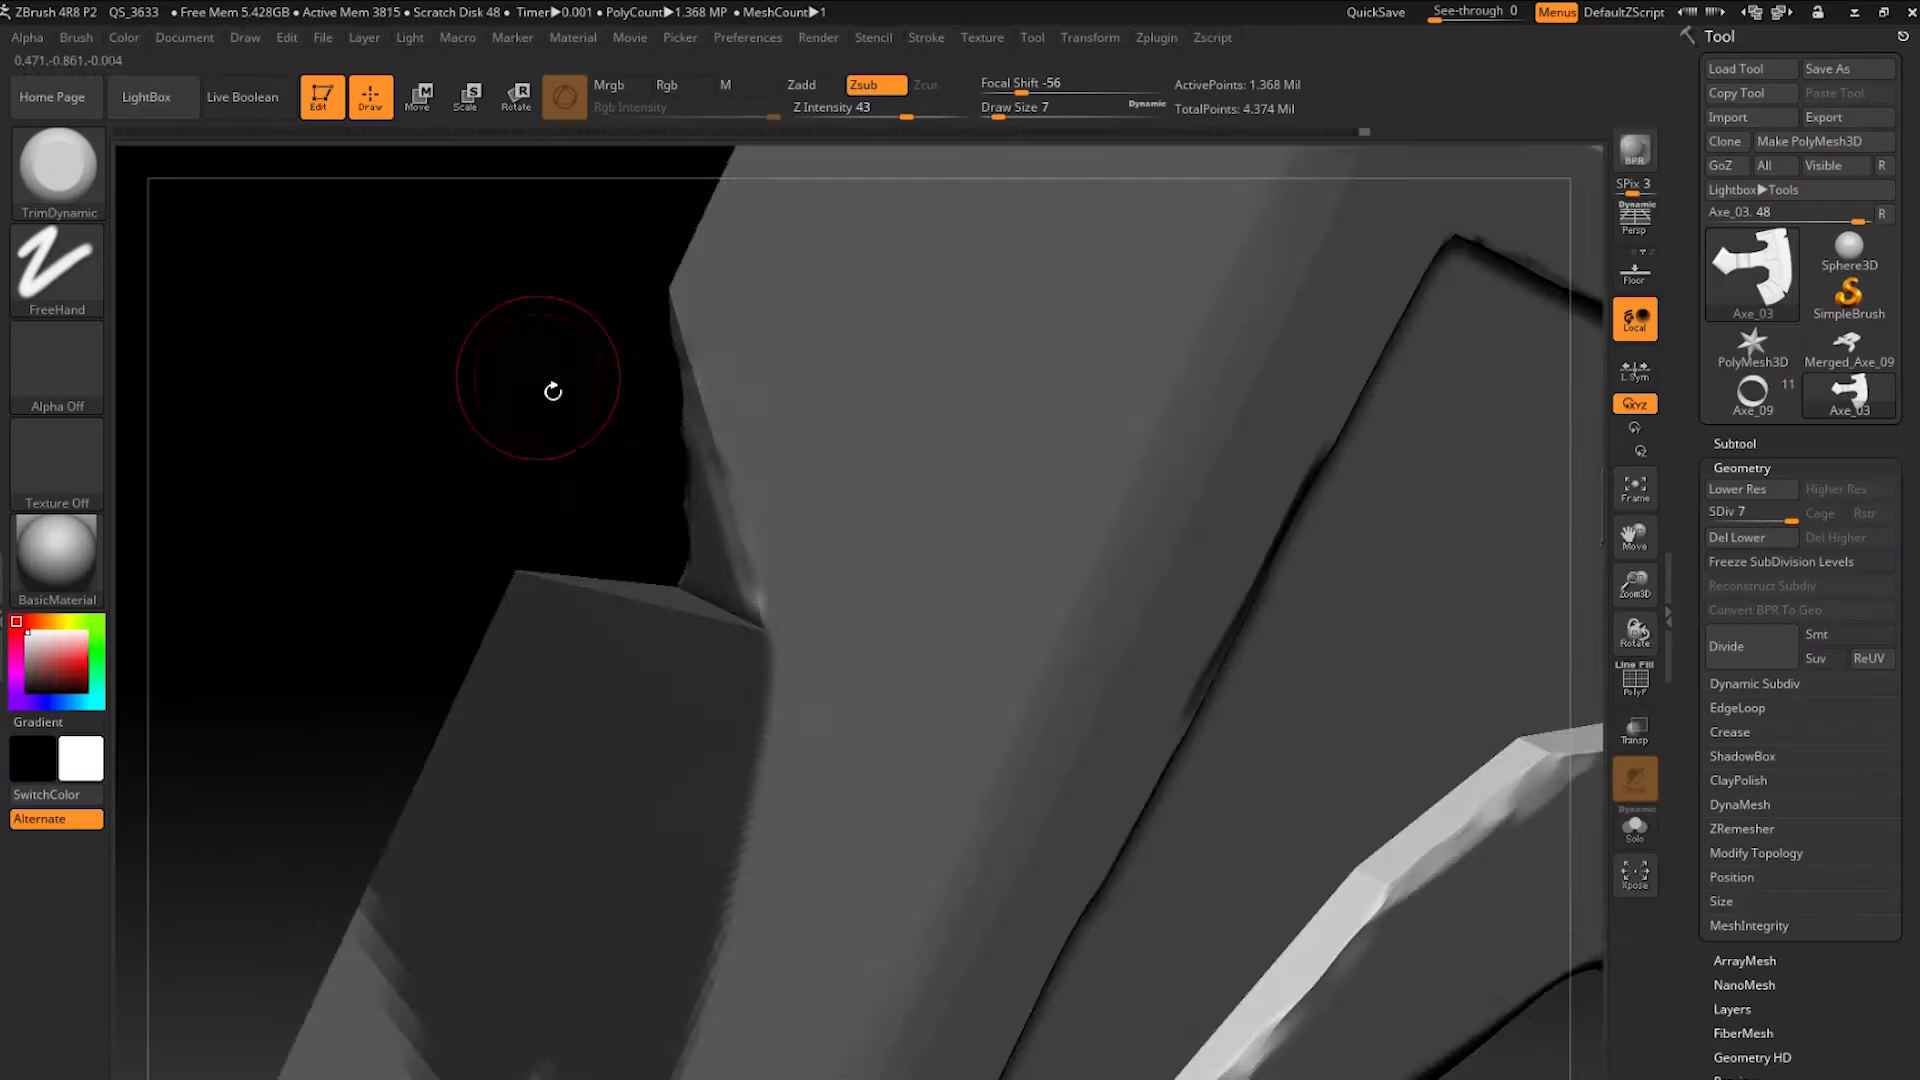 ZBrush 4R8 P2 QS_3633 • Free Mem 5.428GB • Active Mem 3815 • Scratch Disk 48 • Timer▶0.001 • PolyCount▶1.368 MP • MeshCount▶1 QuickSave See-through 0 Menus DefaultZScript
Alpha Brush Color Document Draw Edit File Layer Light Macro Marker Material Movie Picker Preferences Render Stencil Stroke Texture Tool Transform Zplugin Zscript
0.471,-0.861,-0.004
Home Page LightBox Live Boolean Edit Draw Move Scale Rotate
M S R
Mrgb Rgb M Zadd Zsub Zcut Focal Shift -56 ActivePoints: 1.368 Mil
Rgb Intensity Z Intensity 43 Draw Size 7 Dynamic TotalPoints: 4.374 Mil
TrimDynamic
FreeHand
Alpha Off
Texture Off
BasicMaterial
Gradient
SwitchColor
Alternate
BPR
SPix 3
Dynamic
Persp
Floor
Local
L.Sym
XYZ
Frame
Move
Zoom3D
Rotate
Line Fill
PolyF
Transp
Ghost
Dynamic
Solo
Xpose
Tool
Load Tool Save As
Copy Tool Paste Tool
Import Export
Clone Make PolyMesh3D
GoZ All Visible R
Lightbox▶Tools
Axe_03. 48 R
Axe_03 Sphere3D
SimpleBrush
PolyMesh3D Merged_Axe_09
11
Axe_09 Axe_03
Subtool
Geometry
Lower Res Higher Res
SDiv 7 Cage Rstr
Del Lower Del Higher
Freeze SubDivision Levels
Reconstruct Subdiv
Convert BPR To Geo
Divide Smt
Suv ReUV
Dynamic Subdiv
EdgeLoop
Crease
ShadowBox
ClayPolish
DynaMesh
ZRemesher
Modify Topology
Position
Size
MeshIntegrity
ArrayMesh
NanoMesh
Layers
FiberMesh
Geometry HD